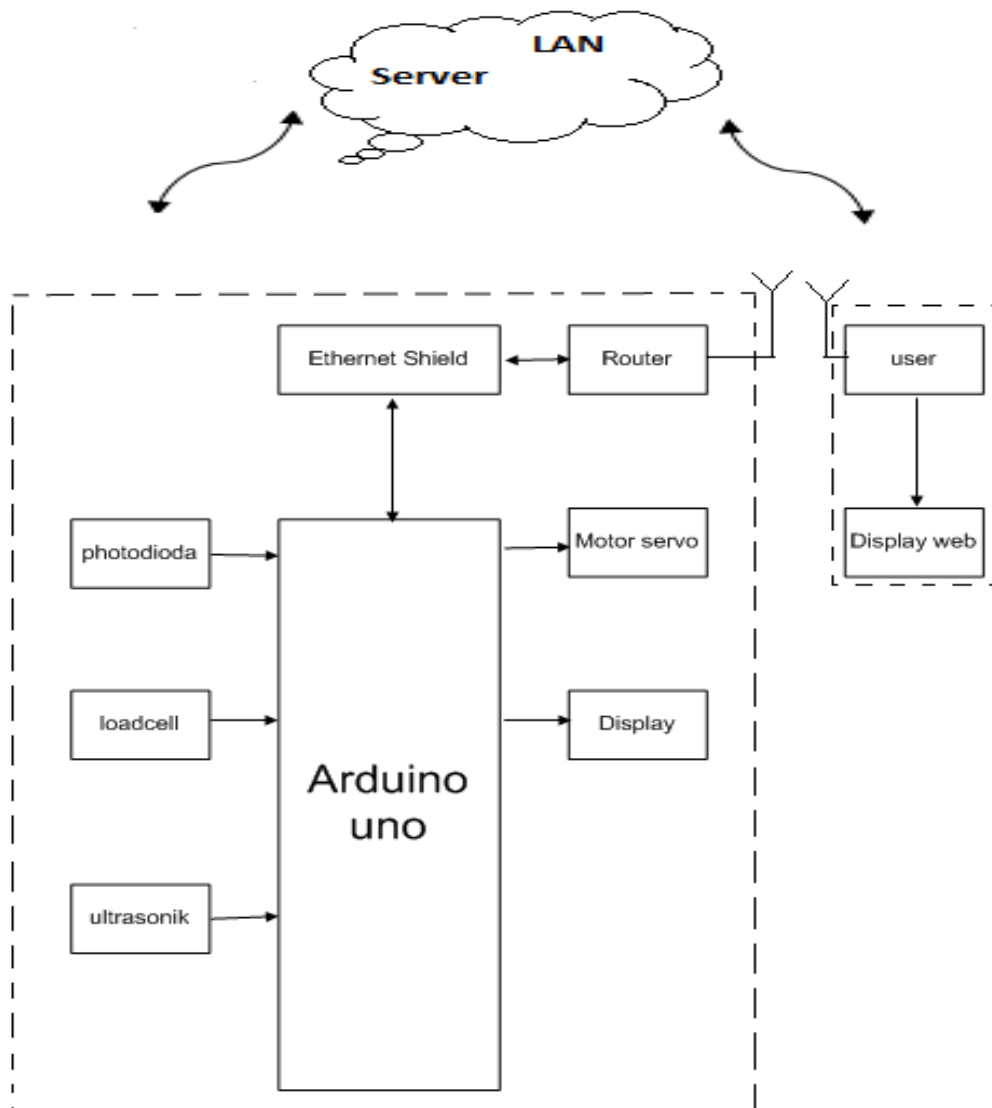 LAN
Server
Ethernet Shield
Router
user
photodioda
Motor servo
Display web
loadcell
Display
Arduino
uno
ultrasonik